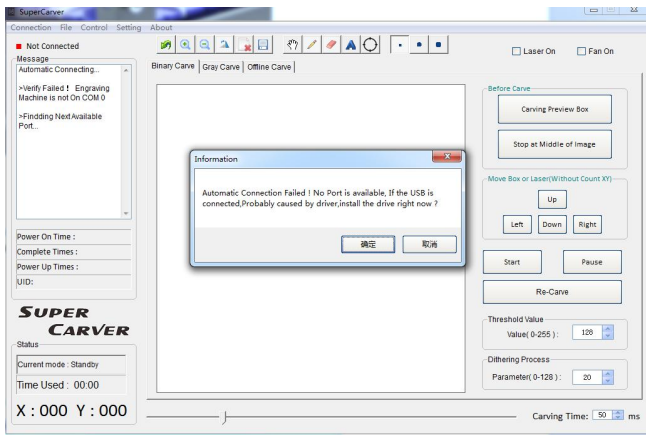 SuperCarver
Connection File Control Setting About
Not Connected
Message
Automatic Connecting...
>Verify Failed！ Engraving
Machine is not On COM 0
>Findding Next Available
Port...
Power On Time :
Complete Times :
Power Up Times :
UID:
SUPER
CARVER
Status
Current mode : Standby
Time Used : 00:00
X : 000 Y : 000
A
Binary Carve Gray Carve Offline Carve
Laser On Fan On
Information
Automatic Connection Failed ! No Port is available, If the USB is
connected,Probably caused by driver,install the drive right now ?
确定 取消
Before Carve
Carving Preview Box
Stop at Middle of Image
Move Box or Laser(Without Count XY)
Up
Left Down Right
Start Pause
Re-Carve
Threshold Value
Value( 0-255 ) : 128
Dithering Process
Parameter( 0-128 ) : 20
Carving Time: 50 ms